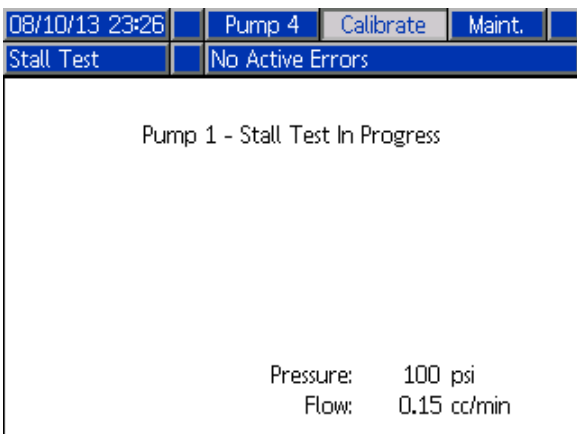 08/10/13 23:26 Pump 4 Calibrate Maint.
Stall Test No Active Errors
Pump 1 - Stall Test In Progress
Pressure: 100 psi
Flow: 0.15 cc/min